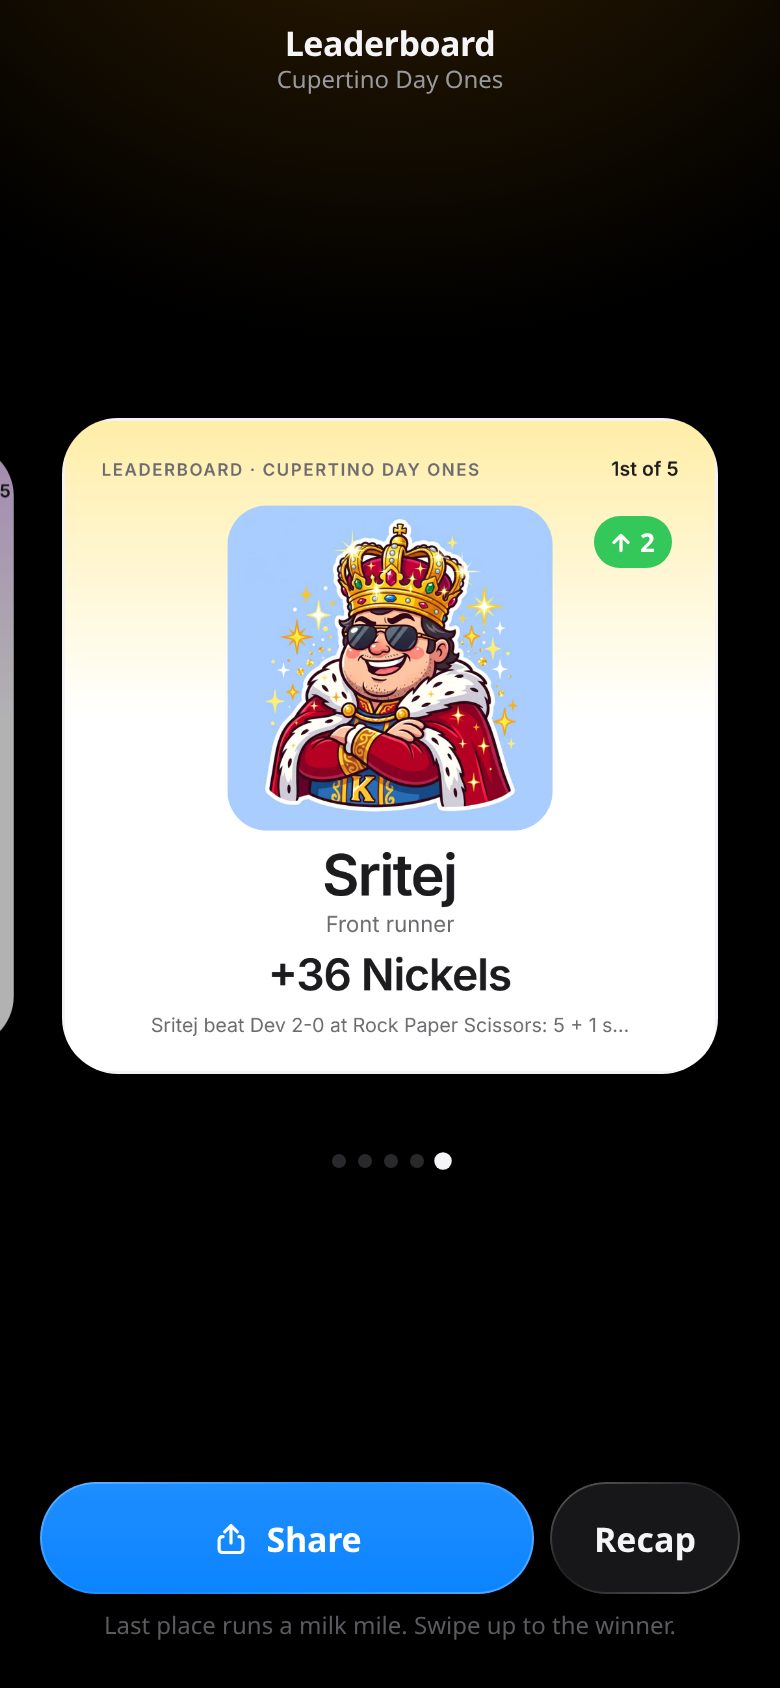 Leaderboard
Cupertino Day Ones
5
LEADERBOARD · CUPERTINO DAY ONES
1st of 5
↑ 2
K
Sritej
Front runner
+36 Nickels
Sritej beat Dev 2-0 at Rock Paper Scissors: 5 + 1 s...
Share
Recap
Last place runs a milk mile. Swipe up to the winner.